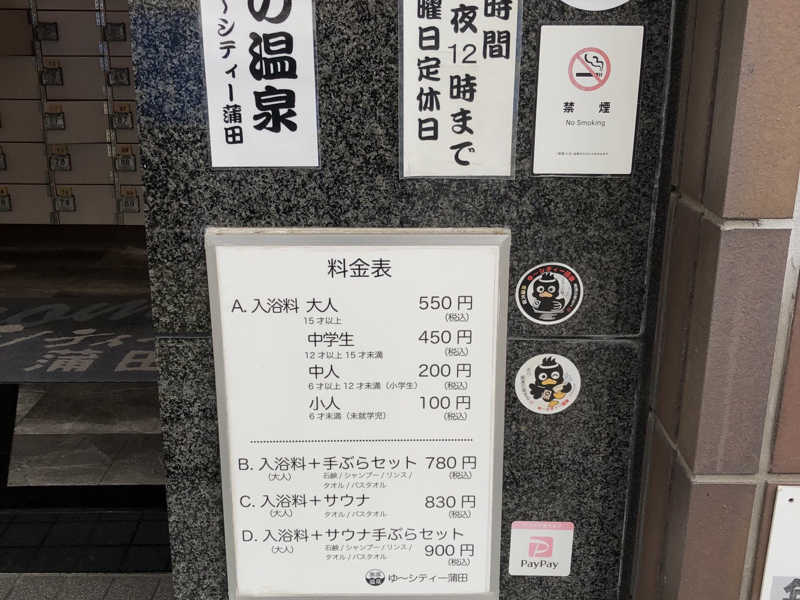 の温泉
～シティー蒲田
時間
夜12時まで
曜日定休日
禁煙
No Smoking
料金表
A. 入浴料 大人 550円
15才以上 (税込)
中学生 450円
12才以上15才未満 (税込)
中人 200円
6才以上12才未満（小学生） (税込)
小人 100円
6才未満（未就学児） (税込)
B. 入浴料＋手ぶらセット 780円
(大人) 石鹸/シャンプー/リンス/ (税込)
タオル/バスタオル
C. 入浴料＋サウナ 830円
(大人) タオル/バスタオル (税込)
D. 入浴料＋サウナ手ぶらセット
(大人) 石鹸/シャンプー/リンス/ 900円
タオル/バスタオル (税込)
ゆ～シティー蒲田
ゆ～シティー蒲田
PayPay
蒲田